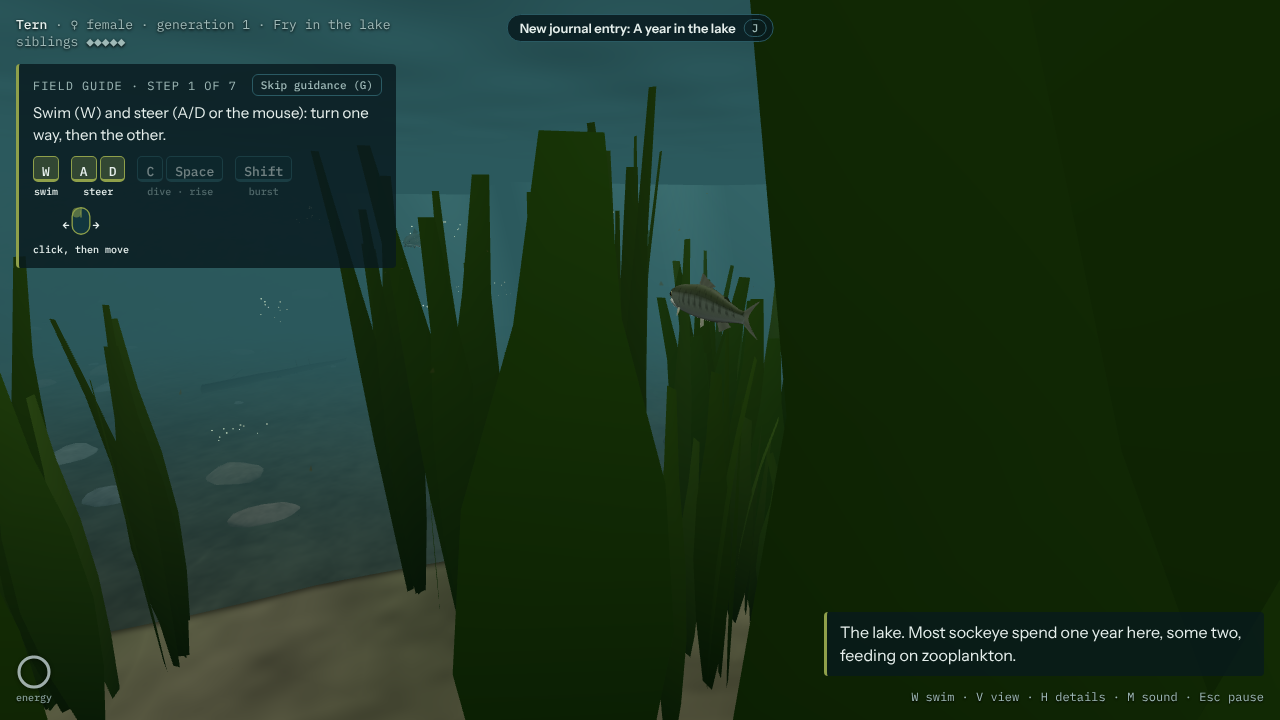 Tern · ♀ female · generation 1 · Fry in the lake
siblings ◆◆◆◆◆
New journal entry: A year in the lake J
FIELD GUIDE · STEP 1 OF 7 Skip guidance (G)
Swim (W) and steer (A/D or the mouse): turn one
way, then the other.
W A D C Space Shift
swim steer dive · rise burst
click, then move
The lake. Most sockeye spend one year here, some two,
feeding on zooplankton.
energy
W swim · V view · H details · M sound · Esc pause